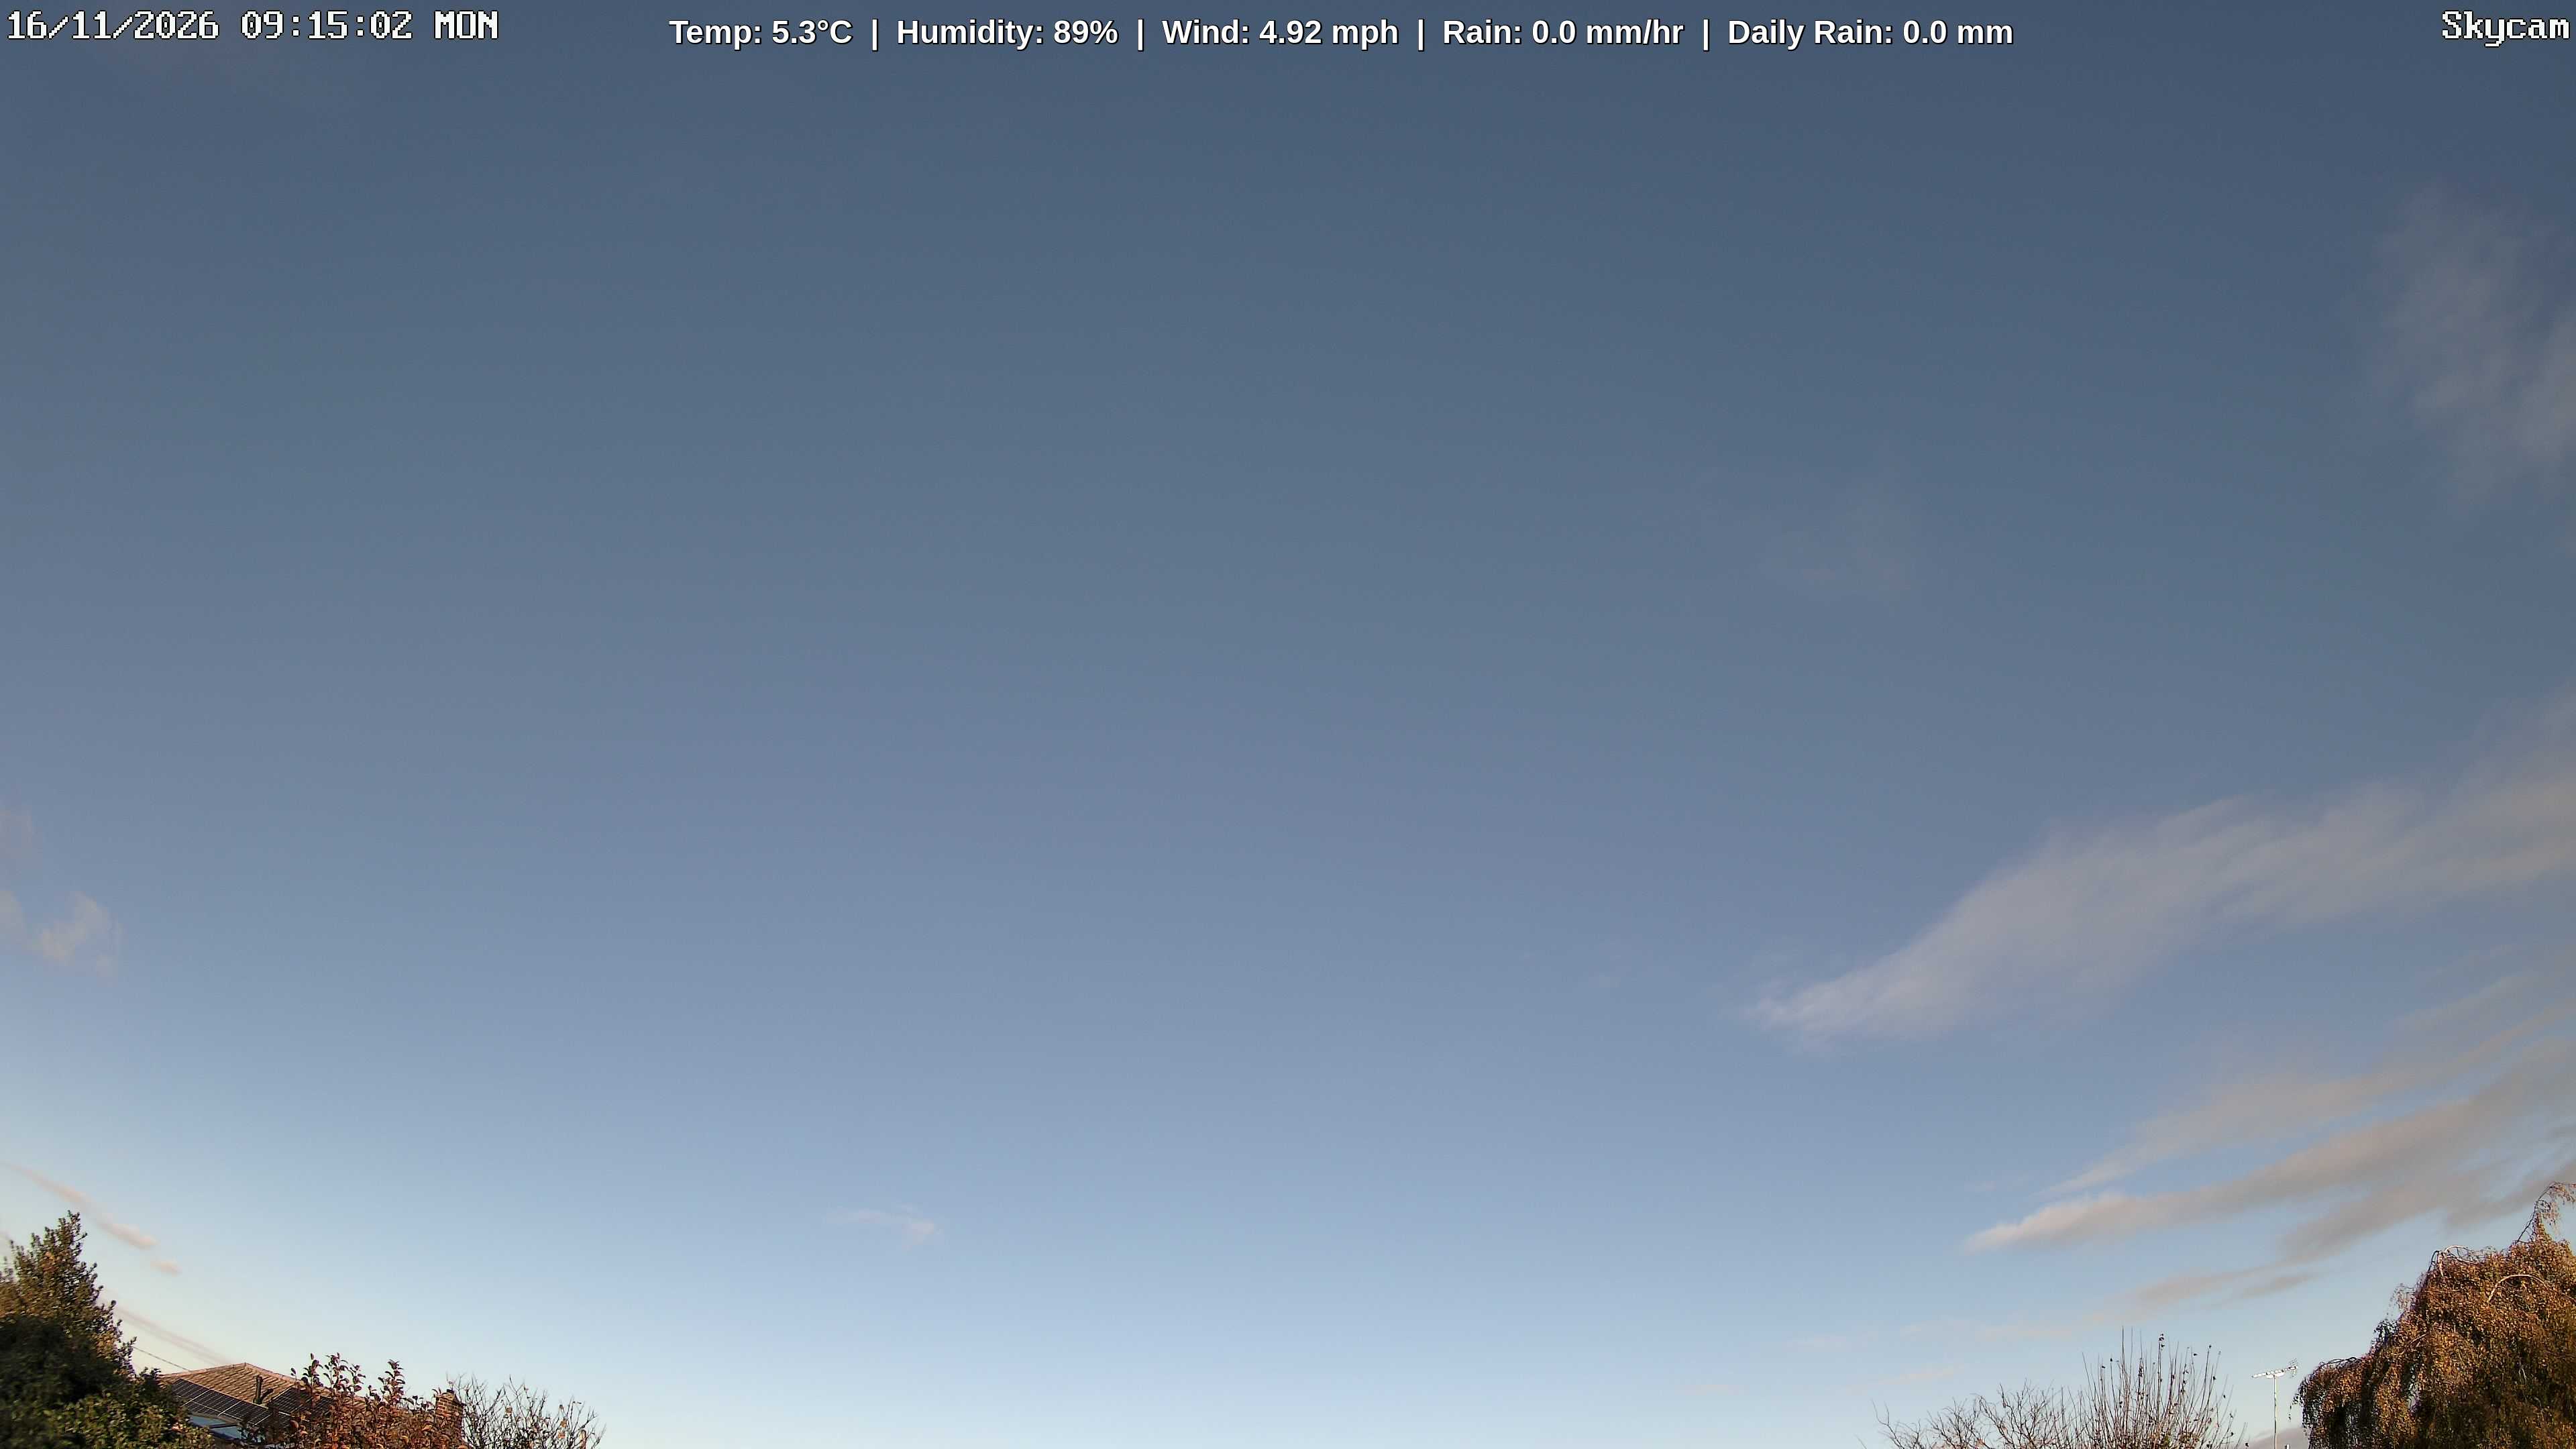 16/11/2026 09:15:02 MON
Temp: 5.3°C | Humidity: 89% | Wind: 4.92 mph | Rain: 0.0 mm/hr | Daily Rain: 0.0 mm
Skycam